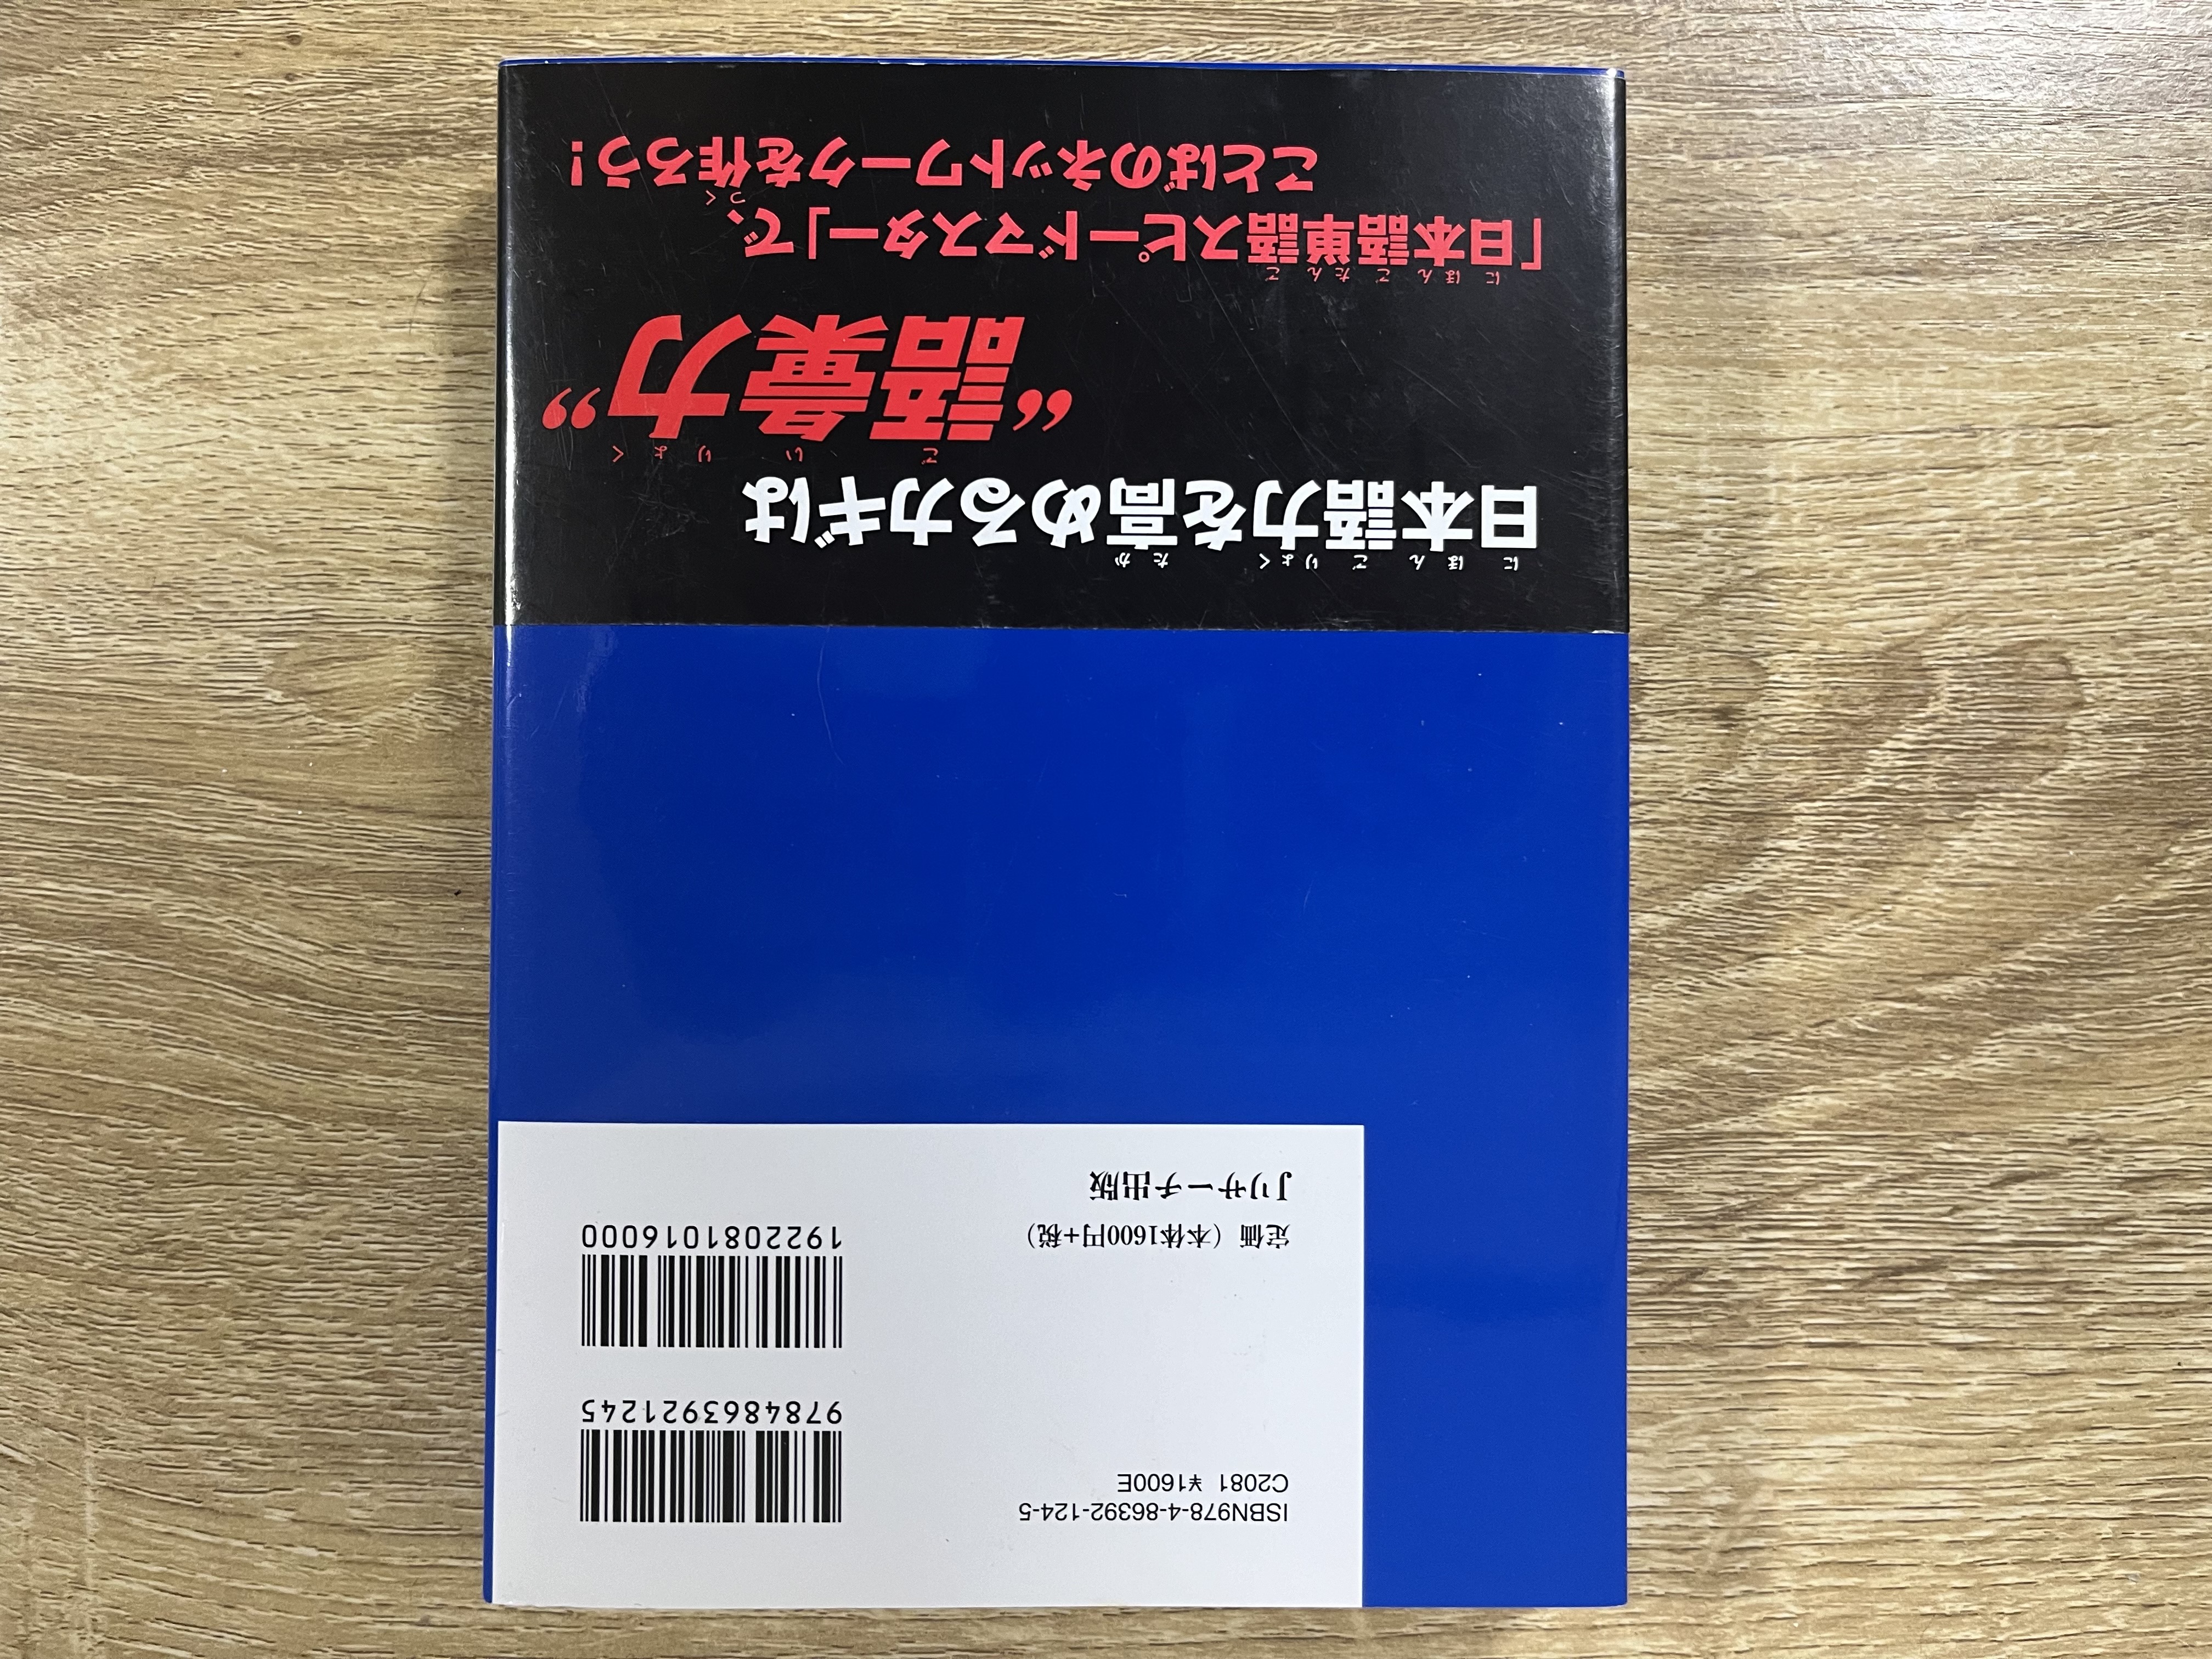 ISBN978-4-86392-124-5
C2081 ¥1600E
9784863921245
1922081016000
定価（本体1600円+税）
Jリサーチ出版
にほんごりょく たか
日本語力を高めるカギは
ごいりょく
“語彙力”
にほんごたんご
「日本語単語スピードマスター」で、
つく
ことばのネットワークを作ろう！